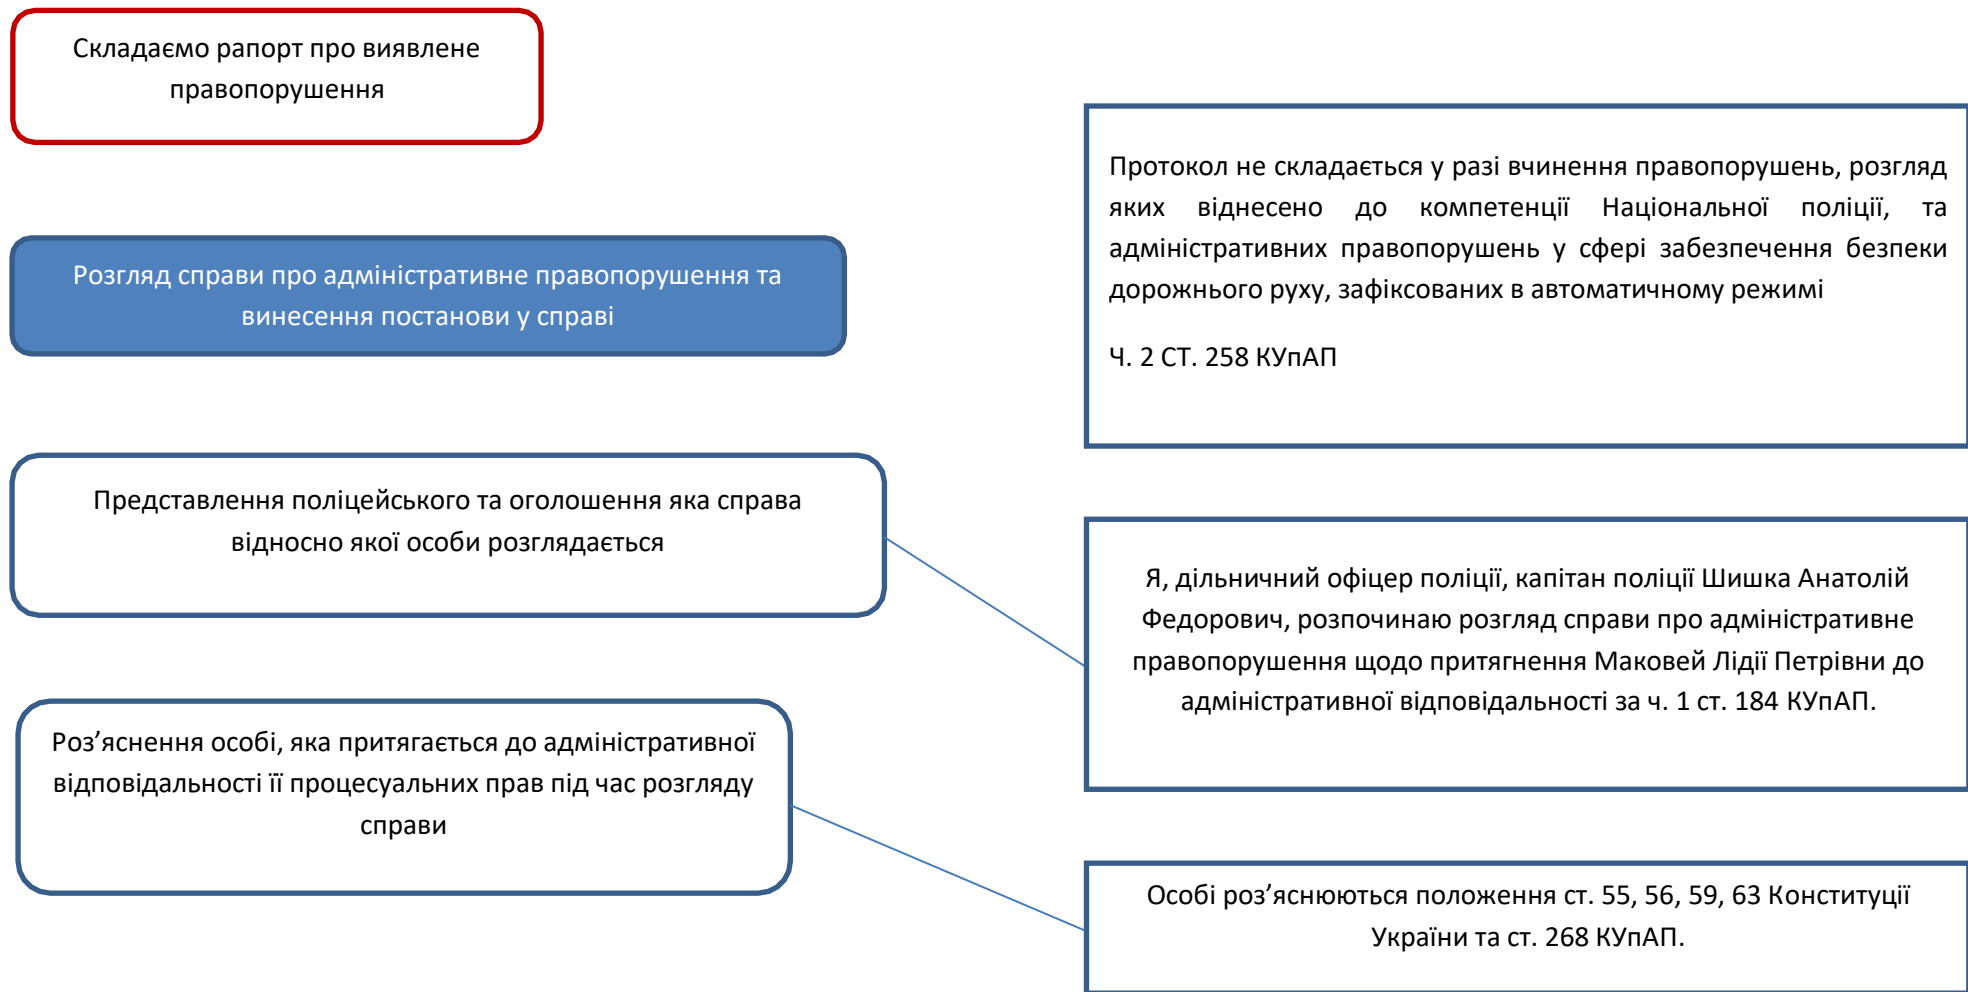 Складаємо рапорт про виявлене
правопорушення
Розгляд справи про адміністративне правопорушення та
винесення постанови у справі
Протокол не складається у разі вчинення правопорушень, розгляд
яких віднесено до компетенції Національної поліції, та
адміністративних правопорушень у сфері забезпечення безпеки
дорожнього руху, зафіксованих в автоматичному режимі
Ч. 2 СТ. 258 КУпАП
Представлення поліцейського та оголошення яка справа
відносно якої особи розглядається
Я, дільничний офіцер поліції, капітан поліції Шишка Анатолій
Федорович, розпочинаю розгляд справи про адміністративне
правопорушення щодо притягнення Маковей Лідії Петрівни до
адміністративної відповідальності за ч. 1 ст. 184 КУпАП.
Роз’яснення особі, яка притягається до адміністративної
відповідальності її процесуальних прав під час розгляду
справи
Особі роз’яснюються положення ст. 55, 56, 59, 63 Конституції
України та ст. 268 КУпАП.